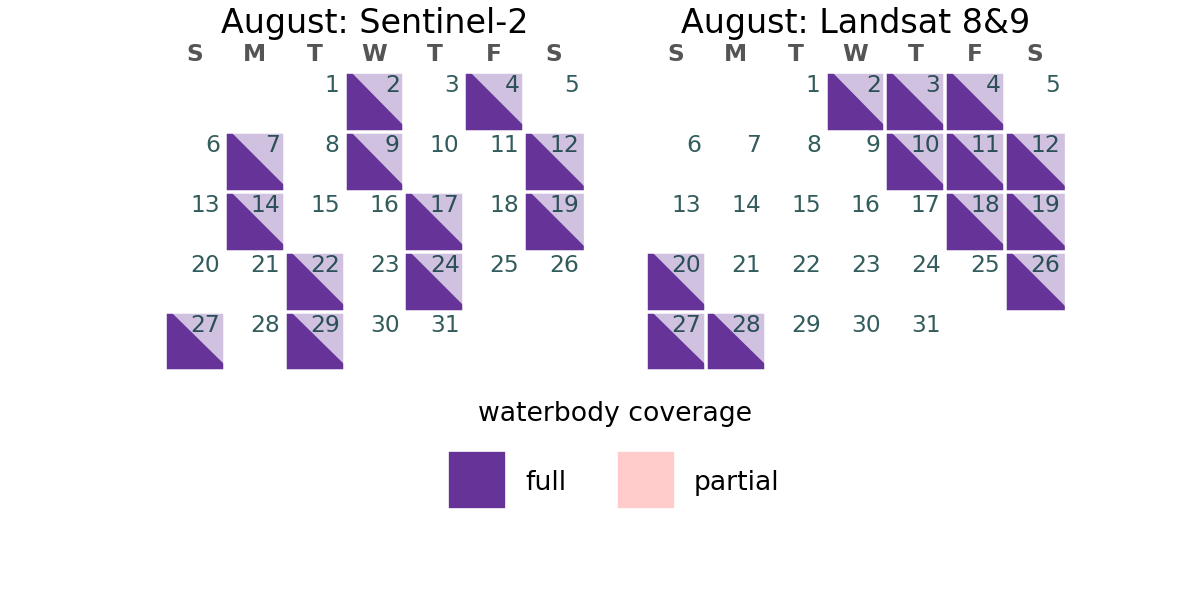 August: Sentinel-2
S M T W T F S
1 2 3 4 5
6 7 8 9 10 11 12
13 14 15 16 17 18 19
20 21 22 23 24 25 26
27 28 29 30 31
August: Landsat 8&9
S M T W T F S
1 2 3 4 5
6 7 8 9 10 11 12
13 14 15 16 17 18 19
20 21 22 23 24 25 26
27 28 29 30 31
waterbody coverage
full partial